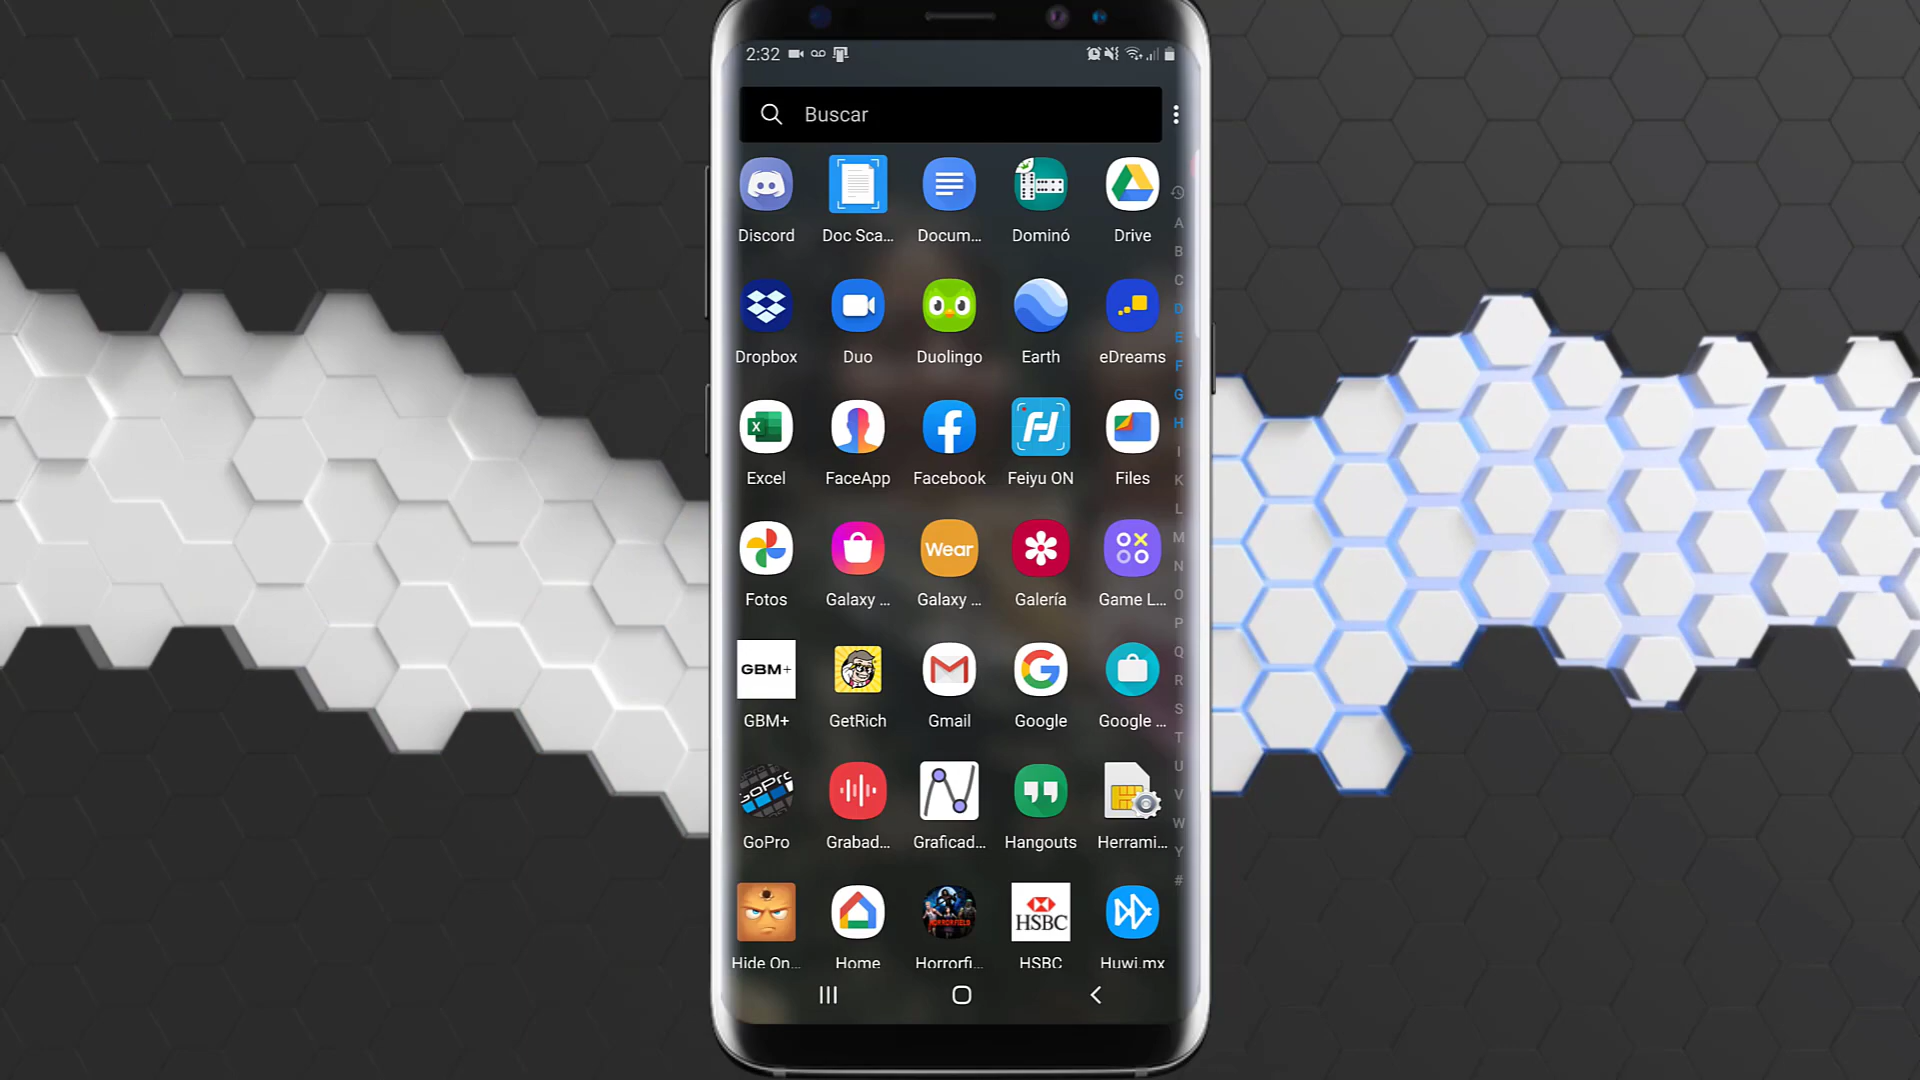 2:32
Buscar
Discord Doc Sca... Docum... Dominó Drive
A
B
C
Dropbox Duo Duolingo Earth eDreams
D
E
F
Excel FaceApp Facebook Feiyu ON Files
G
H
I
K
L
Wear
Fotos Galaxy ... Galaxy ... Galería Game L...
M
N
O
P
GBM+
GBM+ GetRich Gmail Google Google ...
Q
R
S
T
GoPro
GoPro Grabad... Graficad... Hangouts Herrami...
U
V
W
Y
#
HORRORFIELD
HSBC
Hide On... Home Horrorfi... HSBC Huwi.mx